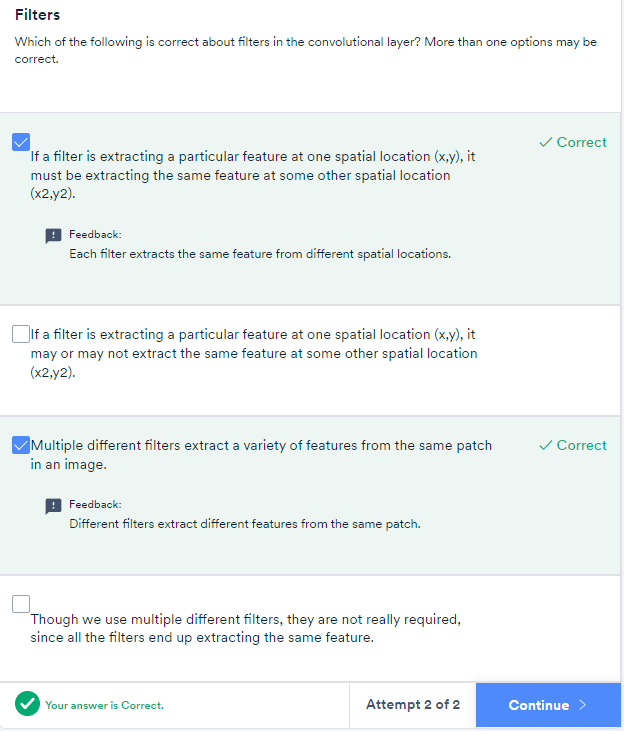 Filters
Which of the following is correct about filters in the convolutional layer? More than one options may be
correct.
If a filter is extracting a particular feature at one spatial location (x,y), it
must be extracting the same feature at some other spatial location
(x2,y2).
Correct
Feedback:
Each filter extracts the same feature from different spatial locations.
If a filter is extracting a particular feature at one spatial location (x,y), it
may or may not extract the same feature at some other spatial location
(x2,y2).
Multiple different filters extract a variety of features from the same patch
in an image.
Correct
Feedback:
Different filters extract different features from the same patch.
Though we use multiple different filters, they are not really required,
since all the filters end up extracting the same feature.
Your answer is Correct.
Attempt 2 of 2
Continue